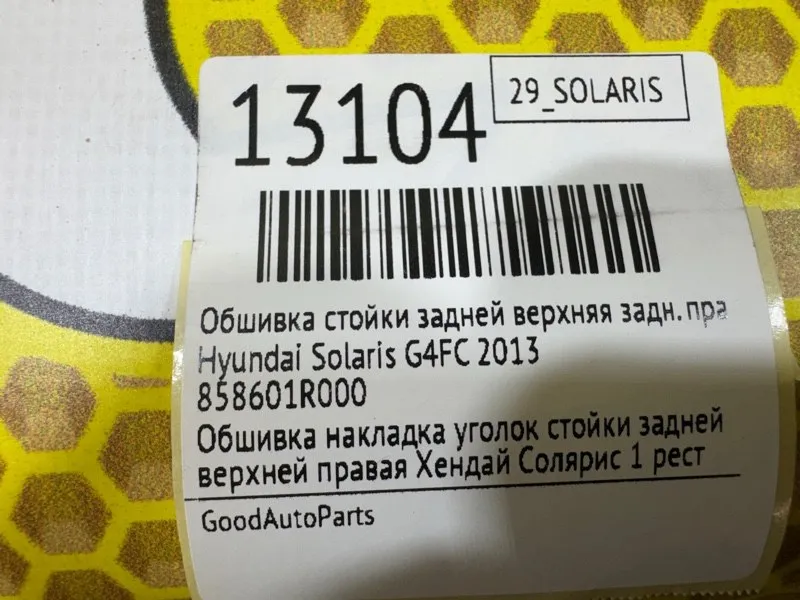 13104
29_SOLARIS
Обшивка стойки задней верхняя задн.пра
Hyundai Solaris G4FC 2013
858601R000
Обшивка накладка уголок стойки задней
верхней правая Хендай Солярис 1 рест
GoodAutoParts